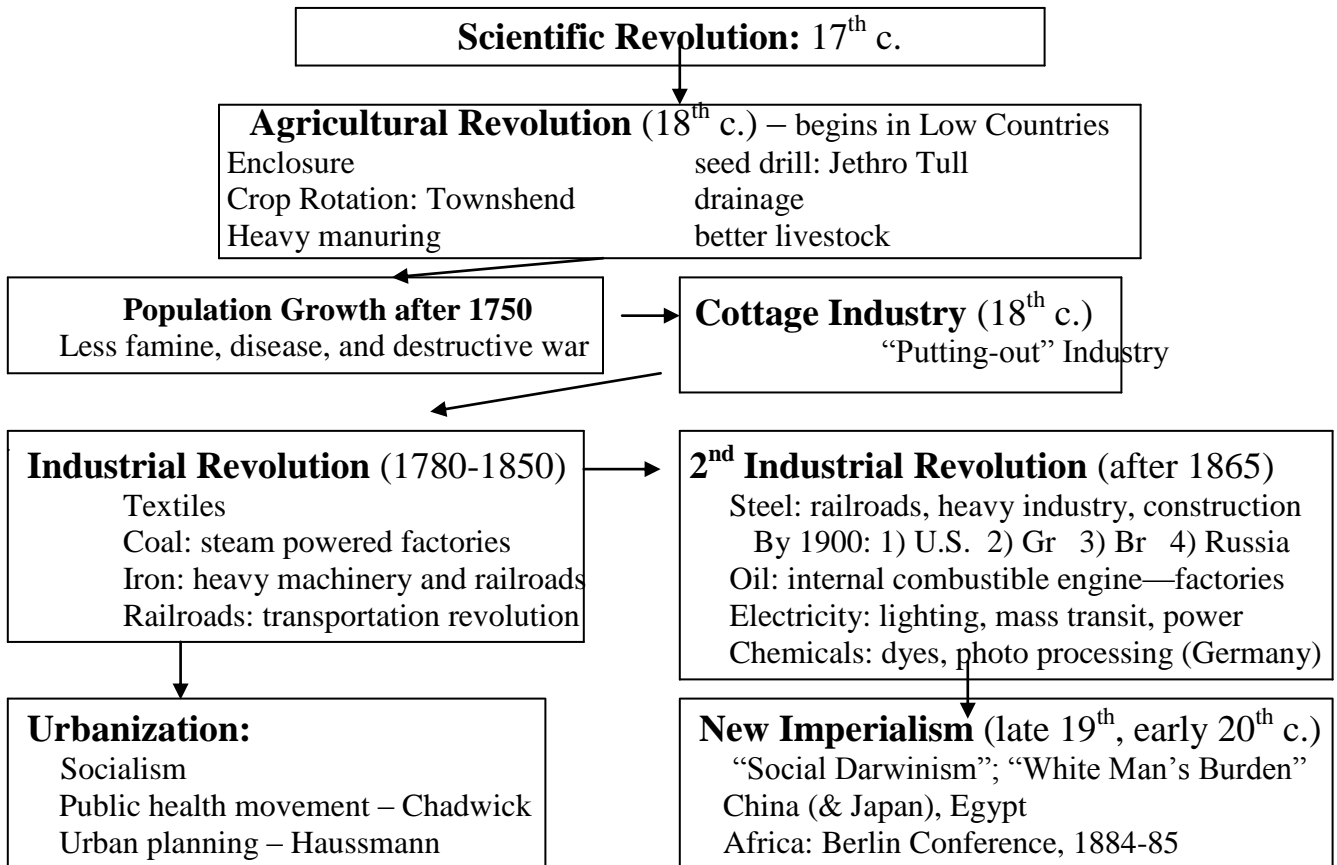 Scientific Revolution: 17th c.
Agricultural Revolution (18th c.) – begins in Low Countries
Enclosure seed drill: Jethro Tull
Crop Rotation: Townshend drainage
Heavy manuring better livestock
Population Growth after 1750
Less famine, disease, and destructive war
Cottage Industry (18th c.)
“Putting-out” Industry
Industrial Revolution (1780-1850)
Textiles
Coal: steam powered factories
Iron: heavy machinery and railroads
Railroads: transportation revolution
2nd Industrial Revolution (after 1865)
Steel: railroads, heavy industry, construction
By 1900: 1) U.S. 2) Gr 3) Br 4) Russia
Oil: internal combustible engine—factories
Electricity: lighting, mass transit, power
Chemicals: dyes, photo processing (Germany)
Urbanization:
Socialism
Public health movement – Chadwick
Urban planning – Haussmann
New Imperialism (late 19th, early 20th c.)
“Social Darwinism”; “White Man’s Burden”
China (& Japan), Egypt
Africa: Berlin Conference, 1884-85